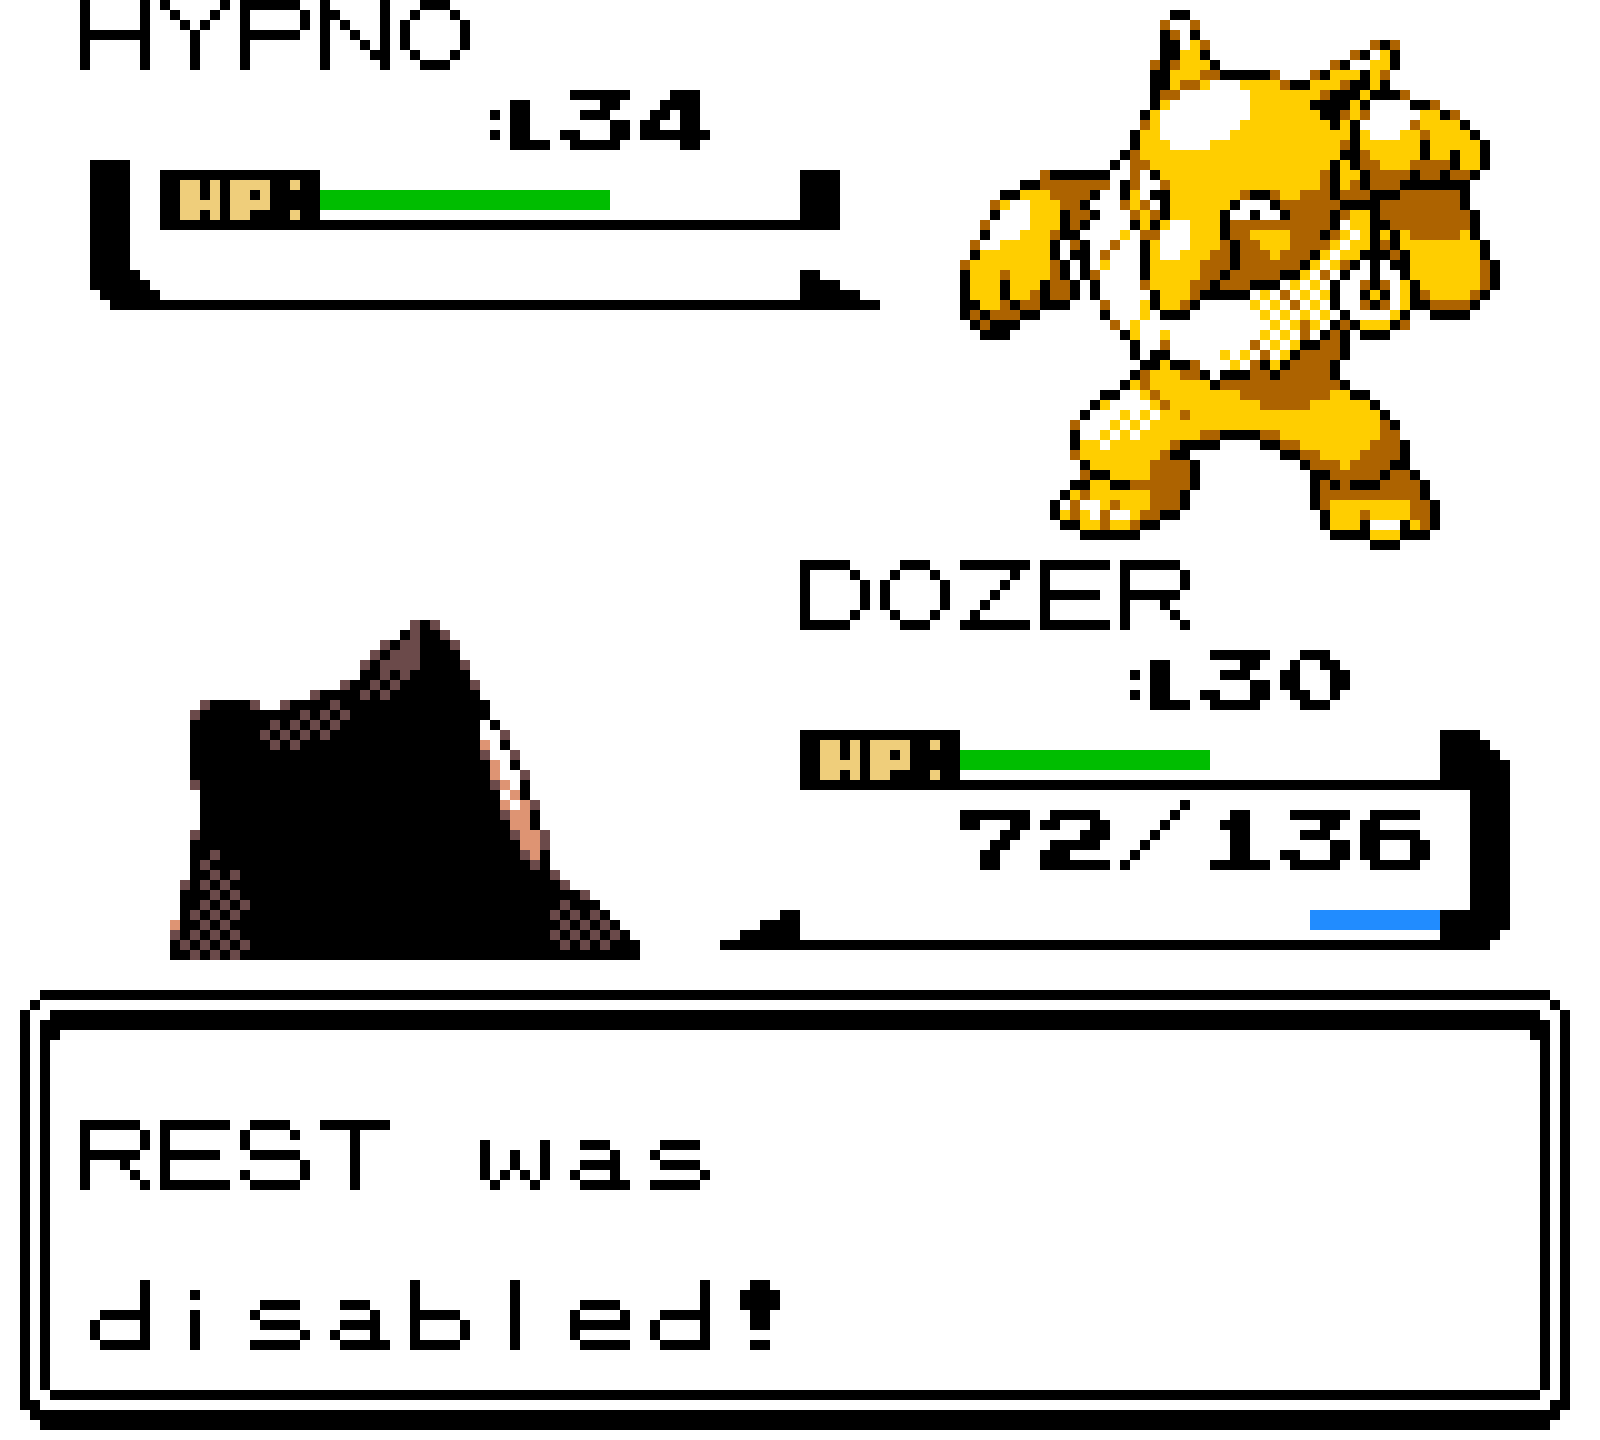 HYPNO
:L34
HP:
DOZER
:L30
HP:
72/136
REST was
disabled!